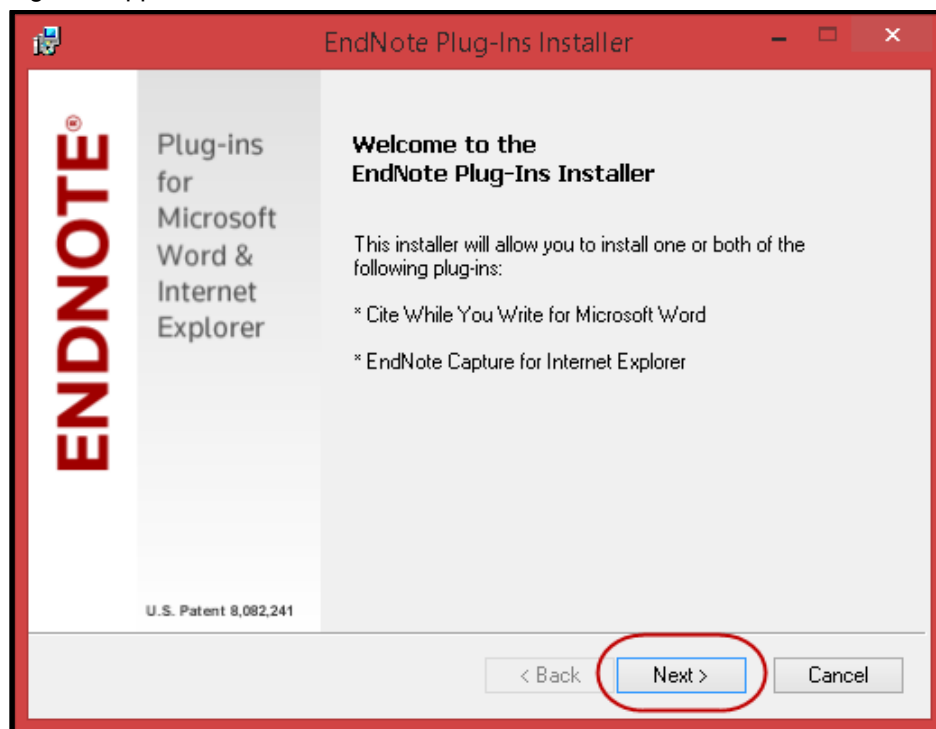 EndNote Plug-Ins Installer
ENDNOTE®
Plug-ins
for
Microsoft
Word &
Internet
Explorer
U.S. Patent 8,082,241
Welcome to the
EndNote Plug-Ins Installer
This installer will allow you to install one or both of the
following plug-ins:
* Cite While You Write for Microsoft Word
* EndNote Capture for Internet Explorer
< Back
Next >
Cancel